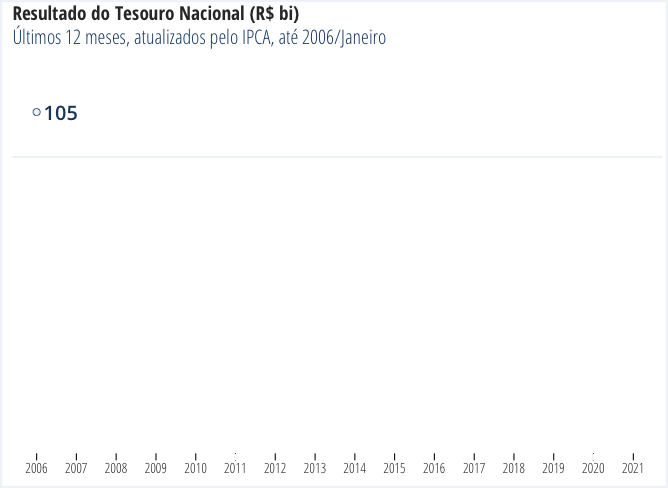 Resultado do Tesouro Nacional (R$ bi)
Últimos 12 meses, atualizados pelo IPCA, até 2006/Janeiro
105
2006 2007 2008 2009 2010 2011 2012 2013 2014 2015 2016 2017 2018 2019 2020 2021